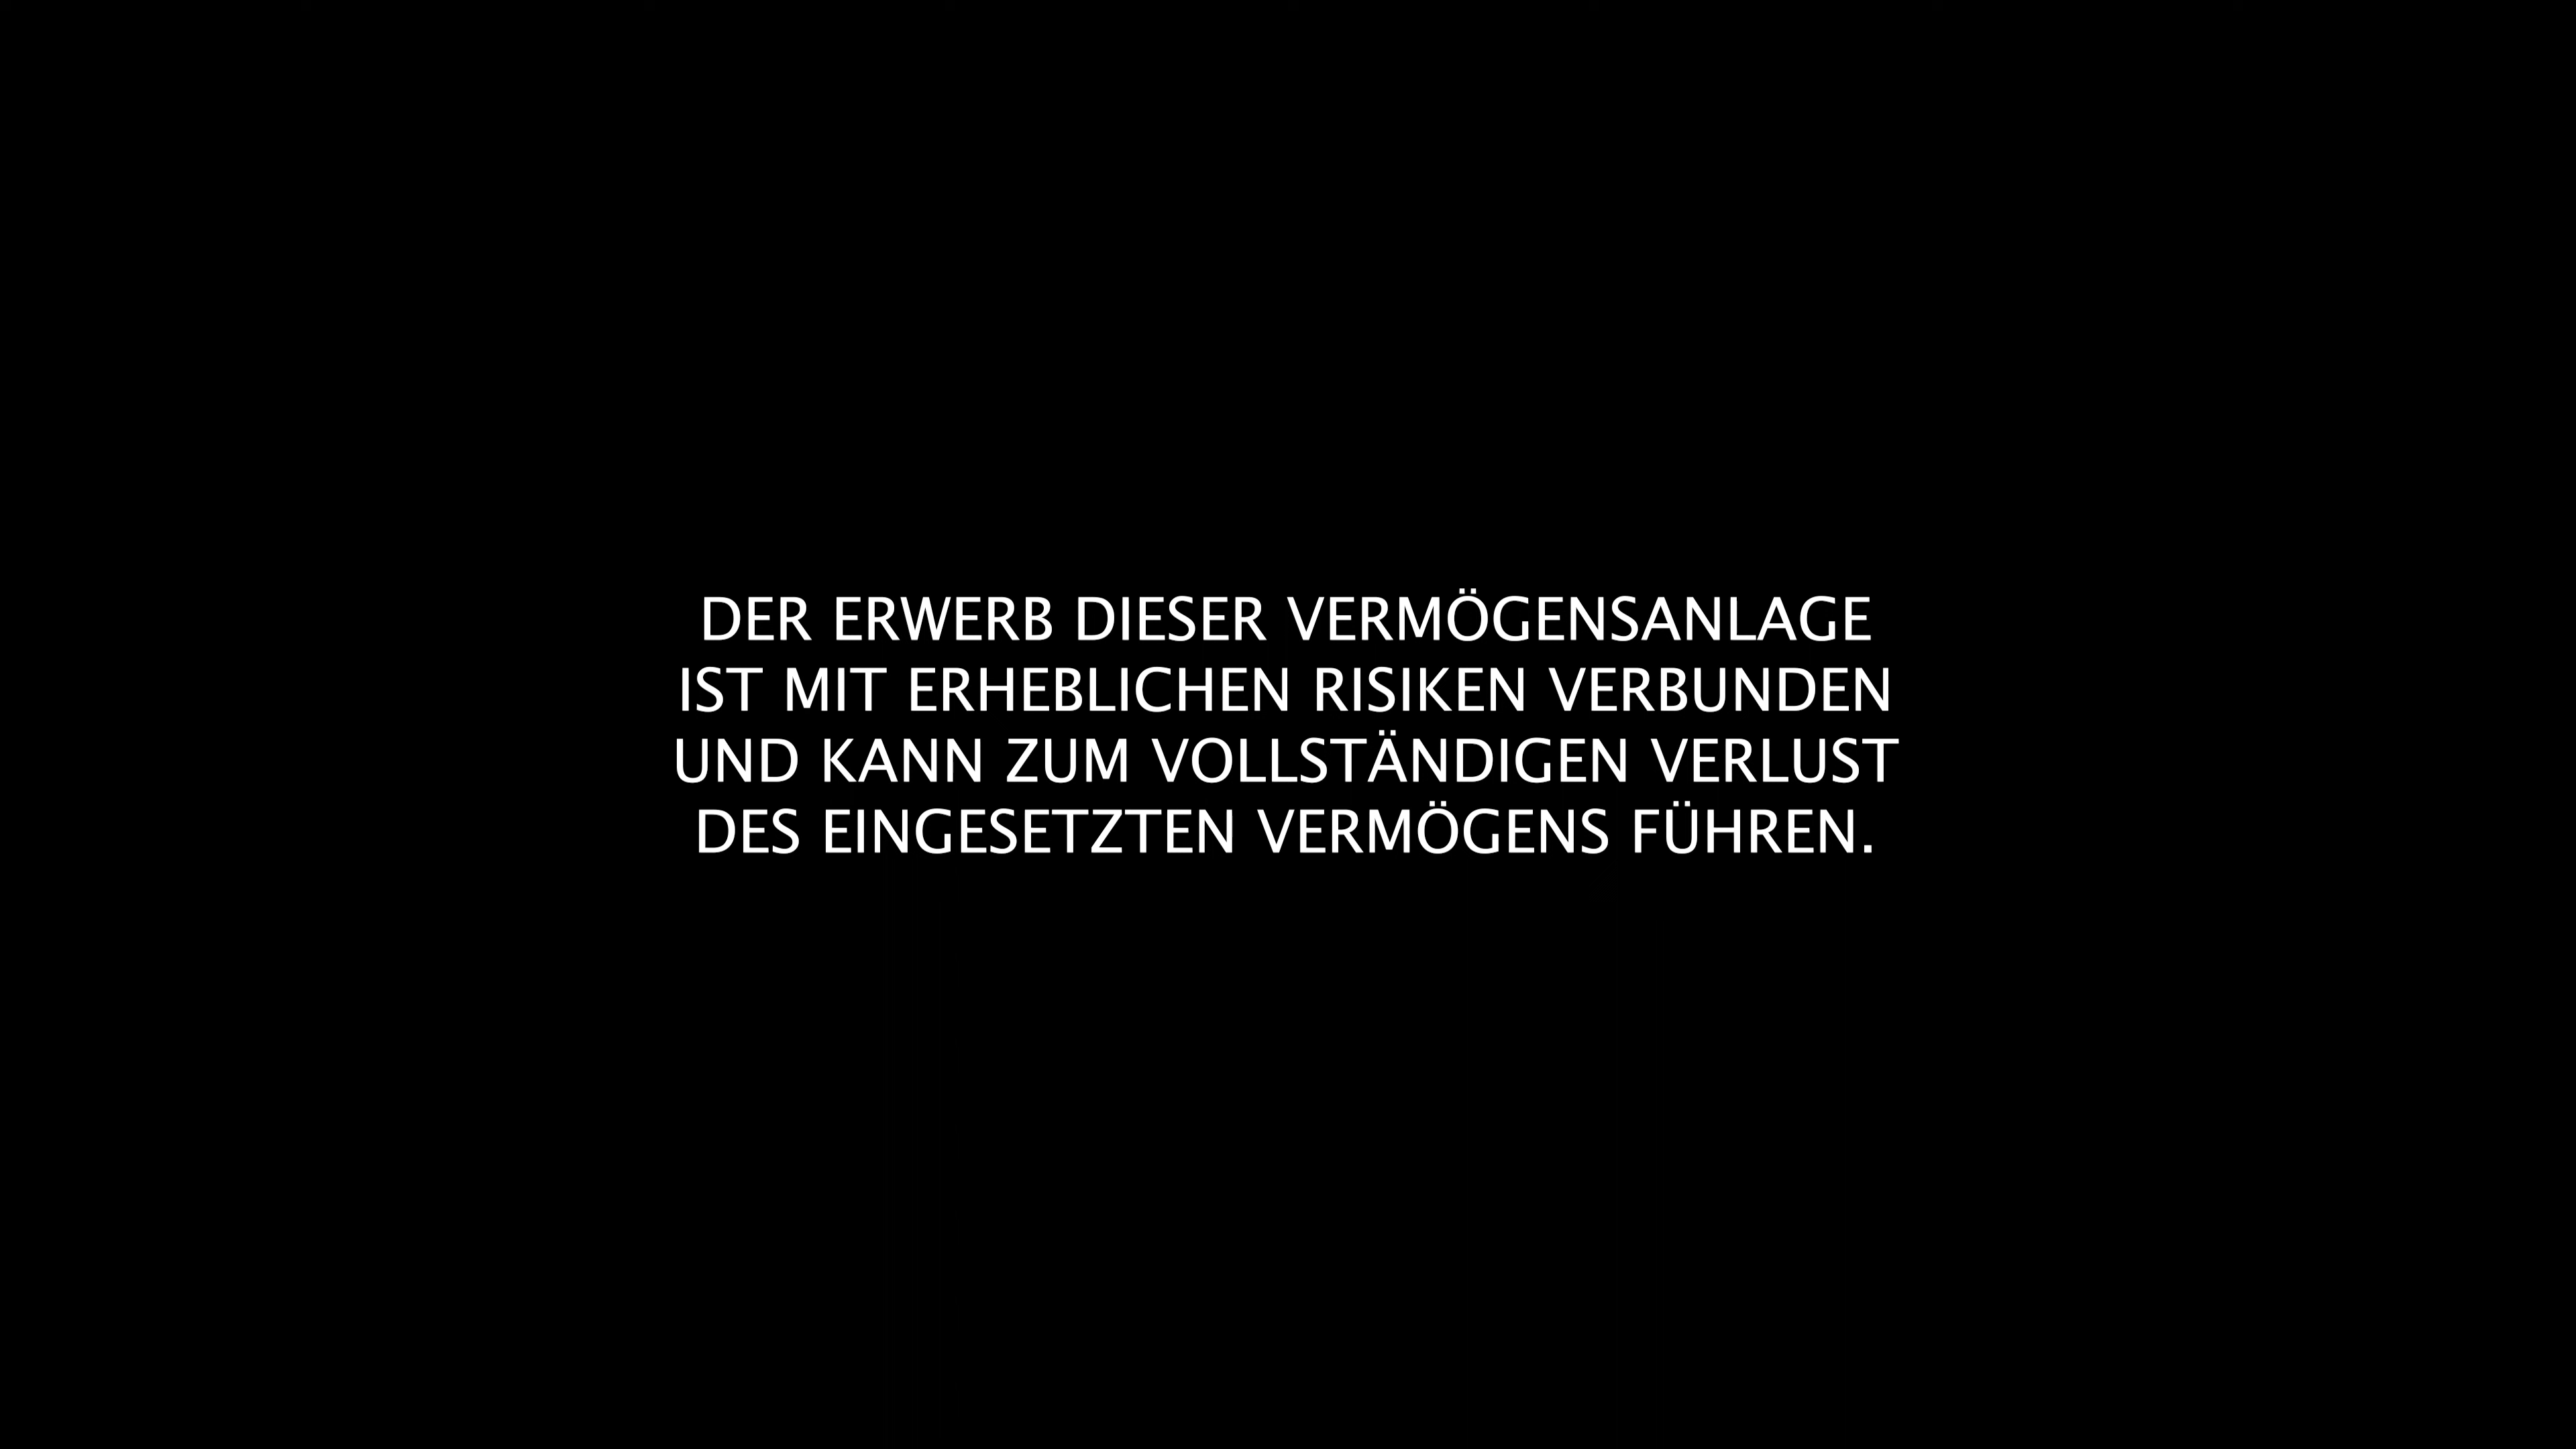 DER ERWERB DIESER VERMÖGENSANLAGE
IST MIT ERHEBLICHEN RISIKEN VERBUNDEN
UND KANN ZUM VOLLSTÄNDIGEN VERLUST
DES EINGESETZTEN VERMÖGENS FÜHREN.